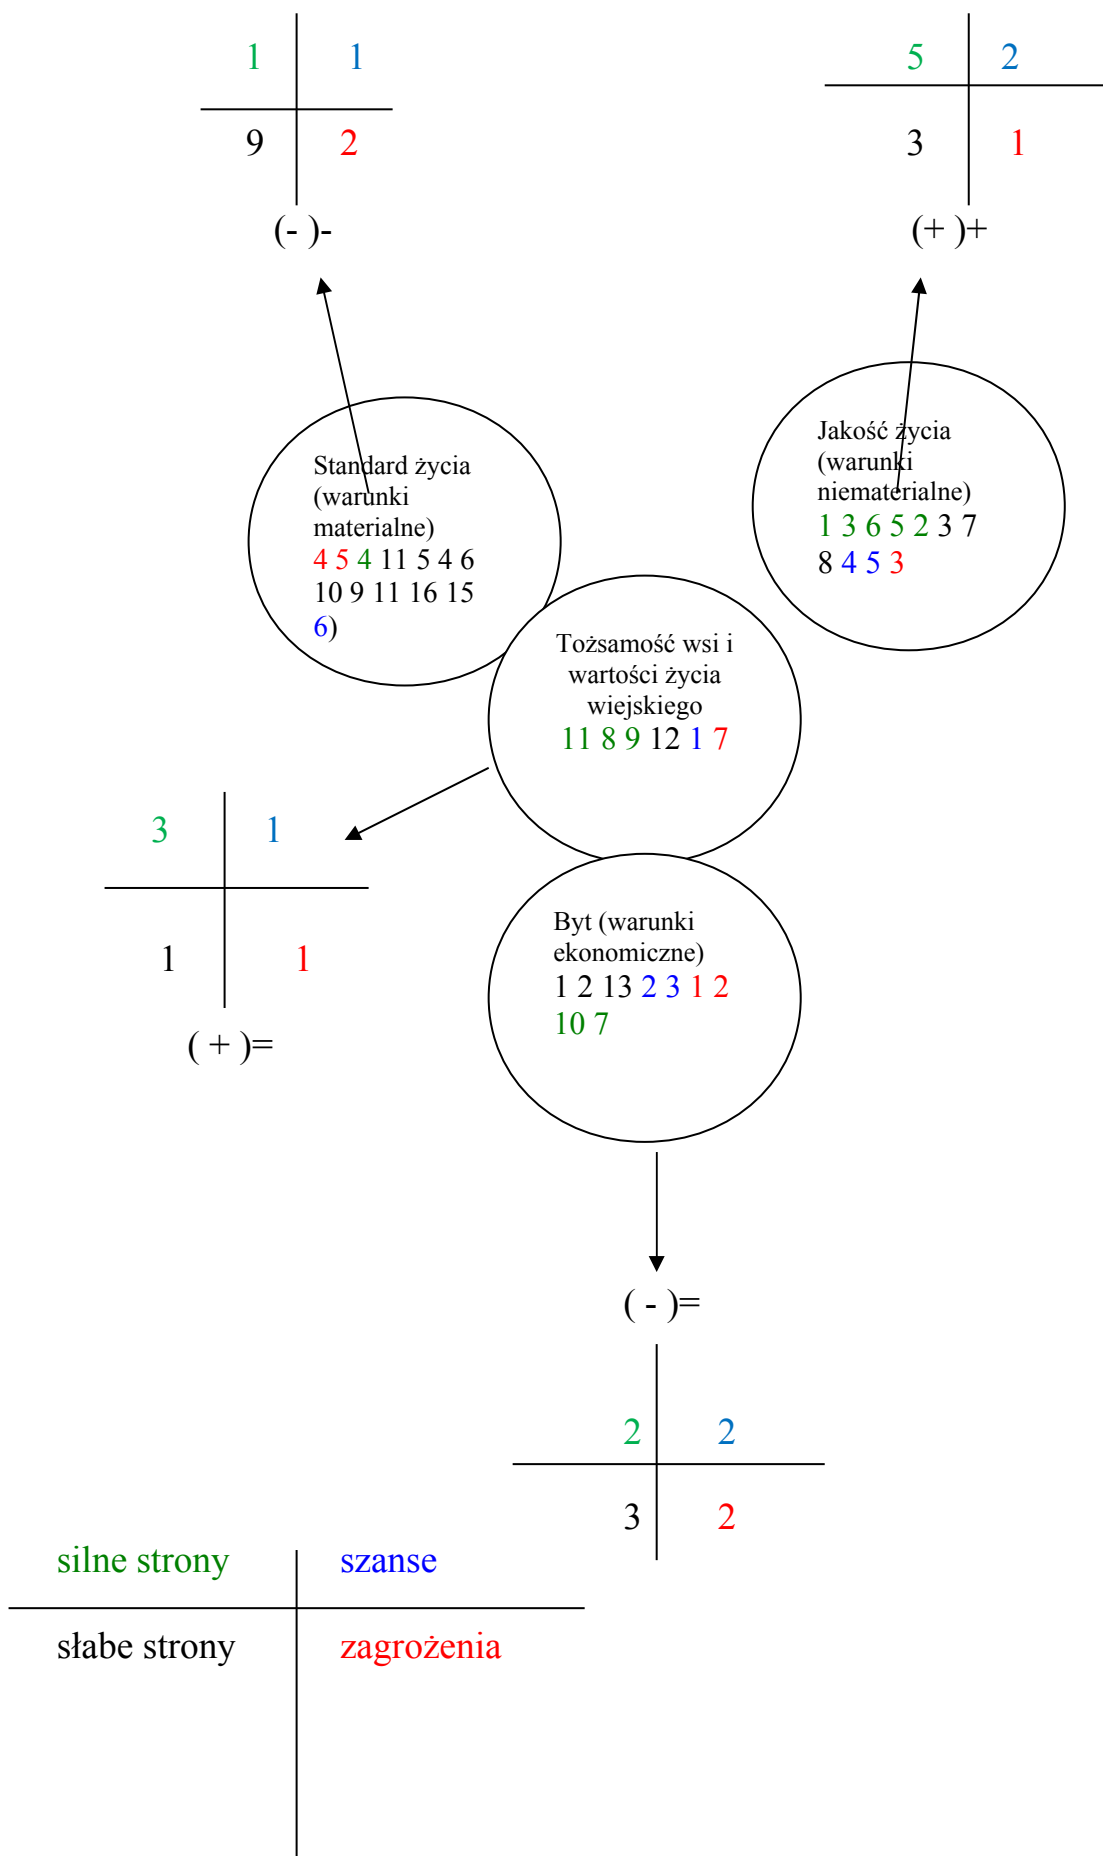 1 1
9 2
(- )-
5 2
3 1
(+ )+
Standard życia
(warunki
materialne)
4 5 4 11 5 4 6
10 9 11 16 15
6)
Jakość życia
(warunki
niematerialne)
1 3 6 5 2 3 7
8 4 5 3
Tożsamość wsi i
wartości życia
wiejskiego
11 8 9 12 1 7
3 1
1 1
( + )=
Byt (warunki
ekonomiczne)
1 2 13 2 3 1 2
10 7
( - )=
2 2
3 2
silne strony szanse
słabe strony zagrożenia